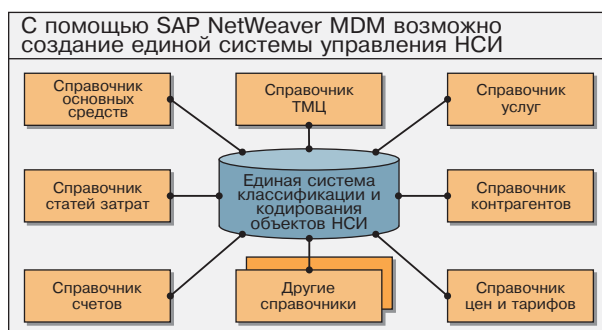 С помощью SAP NetWeaver MDM возможно
создание единой системы управления НСИ
Справочник
основных
средств
Справочник
ТМЦ
Справочник
услуг
Справочник
статей затрат
Единая система
классификации и
кодирования
объектов НСИ
Справочник
контрагентов
Справочник
счетов
Другие
справочники
Справочник
цен и тарифов